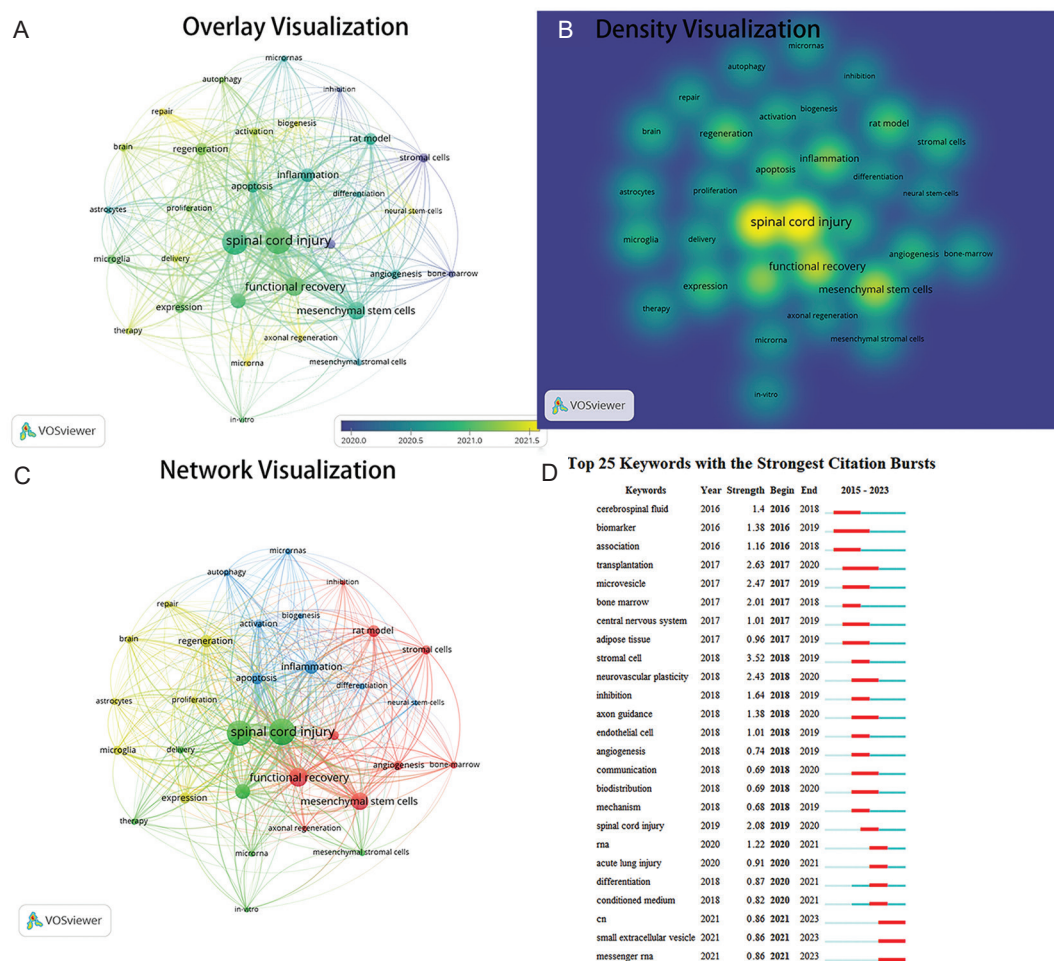 A
Overlay Visualization
micrornas
autophagy
inhibition
repair
biogenesis
activation
brain
regeneration
rat model
stromal cells
inflammation
apoptosis
differentiation
astrocytes
proliferation
neural stem-cells
spinal cord injury
microglia
delivery
angiogenesis
bone-marrow
functional recovery
expression
mesenchymal stem cells
therapy
axonal regeneration
microrna
mesenchymal stromal cells
in-vitro
VOSviewer
2020.0 2020.5 2021.0 2021.5
B
Density Visualization
micrornas
autophagy
inhibition
repair
biogenesis
activation
rat model
brain
regeneration
stromal cells
inflammation
apoptosis
differentiation
astrocytes
proliferation
neural stem-cells
spinal cord injury
microglia
delivery
angiogenesis
bone-marrow
functional recovery
expression
mesenchymal stem cells
therapy
axonal regeneration
microrna
mesenchymal stromal cells
in-vitro
VOSviewer
C
Network Visualization
micrornas
autophagy
inhibition
repair
biogenesis
activation
brain
regeneration
rat model
stromal cells
inflammation
apoptosis
differentiation
astrocytes
proliferation
neural stem-cells
spinal cord injury
microglia
delivery
angiogenesis
bone-marrow
functional recovery
expression
mesenchymal stem cells
therapy
axonal regeneration
microrna
mesenchymal stromal cells
in-vitro
VOSviewer
D
Top 25 Keywords with the Strongest Citation Bursts
Keywords Year Strength Begin End 2015 - 2023
cerebrospinal fluid 2016 1.4 2016 2018
biomarker 2016 1.38 2016 2019
association 2016 1.16 2016 2018
transplantation 2017 2.63 2017 2020
microvesicle 2017 2.47 2017 2019
bone marrow 2017 2.01 2017 2018
central nervous system 2017 1.01 2017 2019
adipose tissue 2017 0.96 2017 2019
stromal cell 2018 3.52 2018 2019
neurovascular plasticity 2018 2.43 2018 2020
inhibition 2018 1.64 2018 2019
axon guidance 2018 1.38 2018 2020
endothelial cell 2018 1.01 2018 2019
angiogenesis 2018 0.74 2018 2019
communication 2018 0.69 2018 2020
biodistribution 2018 0.69 2018 2020
mechanism 2018 0.68 2018 2019
spinal cord injury 2019 2.08 2019 2020
rna 2020 1.22 2020 2021
acute lung injury 2020 0.91 2020 2021
differentiation 2018 0.87 2020 2021
conditioned medium 2018 0.82 2020 2021
cn 2021 0.86 2021 2023
small extracellular vesicle 2021 0.86 2021 2023
messenger rna 2021 0.86 2021 2023